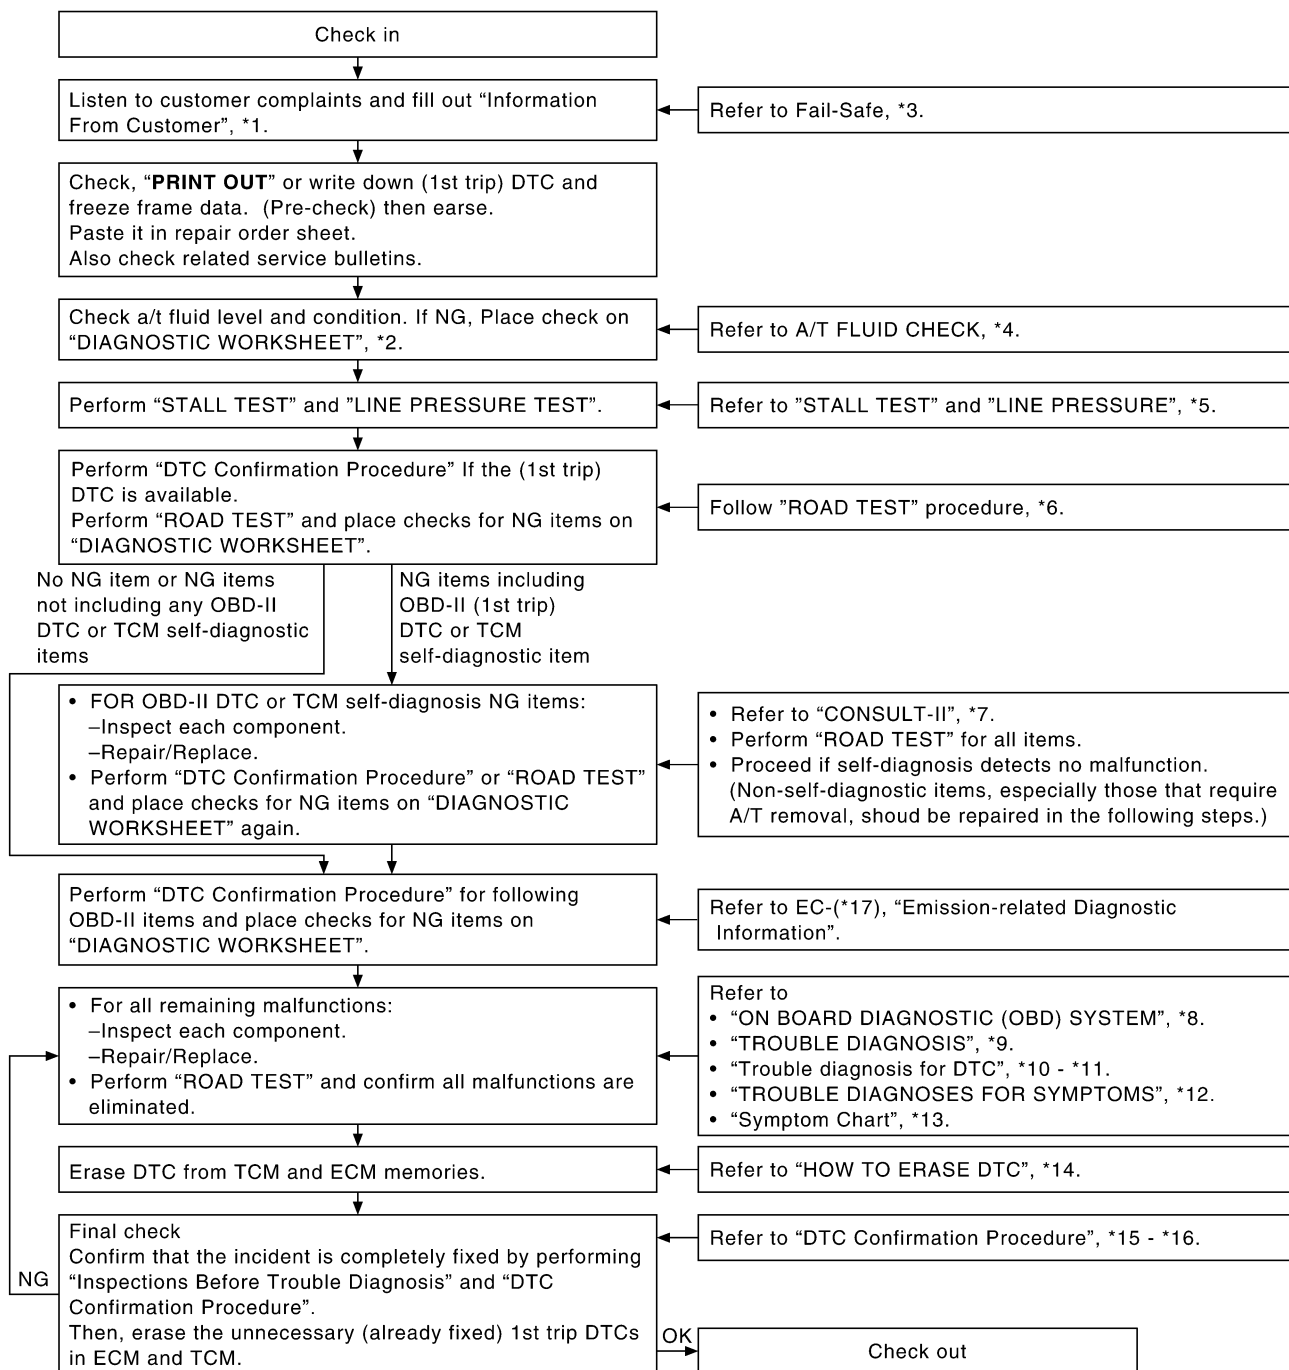 Check in
Listen to customer complaints and fill out “Information
From Customer”, *1.
Refer to Fail-Safe, *3.
Check, “PRINT OUT” or write down (1st trip) DTC and
freeze frame data.  (Pre-check) then earse.
Paste it in repair order sheet.
Also check related service bulletins.
Check a/t fluid level and condition. If NG, Place check on
“DIAGNOSTIC WORKSHEET”, *2.
Refer to A/T FLUID CHECK, *4.
Perform “STALL TEST” and ”LINE PRESSURE TEST”.
Refer to ”STALL TEST” and ”LINE PRESSURE”, *5.
Perform “DTC Confirmation Procedure” If the (1st trip)
DTC is available.
Perform “ROAD TEST” and place checks for NG items on
“DIAGNOSTIC WORKSHEET”.
Follow ”ROAD TEST” procedure, *6.
No NG item or NG items
not including any OBD-II
DTC or TCM self-diagnostic
items
NG items including
OBD-II (1st trip)
DTC or TCM
self-diagnostic item
• FOR OBD-II DTC or TCM self-diagnosis NG items:
–Inspect each component.
–Repair/Replace.
• Perform “DTC Confirmation Procedure” or “ROAD TEST”
and place checks for NG items on “DIAGNOSTIC
WORKSHEET” again.
• Refer to “CONSULT-II”, *7.
• Perform “ROAD TEST” for all items.
• Proceed if self-diagnosis detects no malfunction.
(Non-self-diagnostic items, especially those that require
A/T removal, shoud be repaired in the following steps.)
Perform “DTC Confirmation Procedure” for following
OBD-II items and place checks for NG items on
“DIAGNOSTIC WORKSHEET”.
Refer to EC-(*17), “Emission-related Diagnostic
Information”.
• For all remaining malfunctions:
–Inspect each component.
–Repair/Replace.
• Perform “ROAD TEST” and confirm all malfunctions are
eliminated.
Refer to
• “ON BOARD DIAGNOSTIC (OBD) SYSTEM”, *8.
• “TROUBLE DIAGNOSIS”, *9.
• “Trouble diagnosis for DTC”, *10 - *11.
• “TROUBLE DIAGNOSES FOR SYMPTOMS”, *12.
• “Symptom Chart”, *13.
Erase DTC from TCM and ECM memories.
Refer to “HOW TO ERASE DTC”, *14.
Final check
Confirm that the incident is completely fixed by performing
“Inspections Before Trouble Diagnosis” and “DTC
Confirmation Procedure”.
Then, erase the unnecessary (already fixed) 1st trip DTCs
in ECM and TCM.
Refer to “DTC Confirmation Procedure”, *15 - *16.
NG
OK
Check out